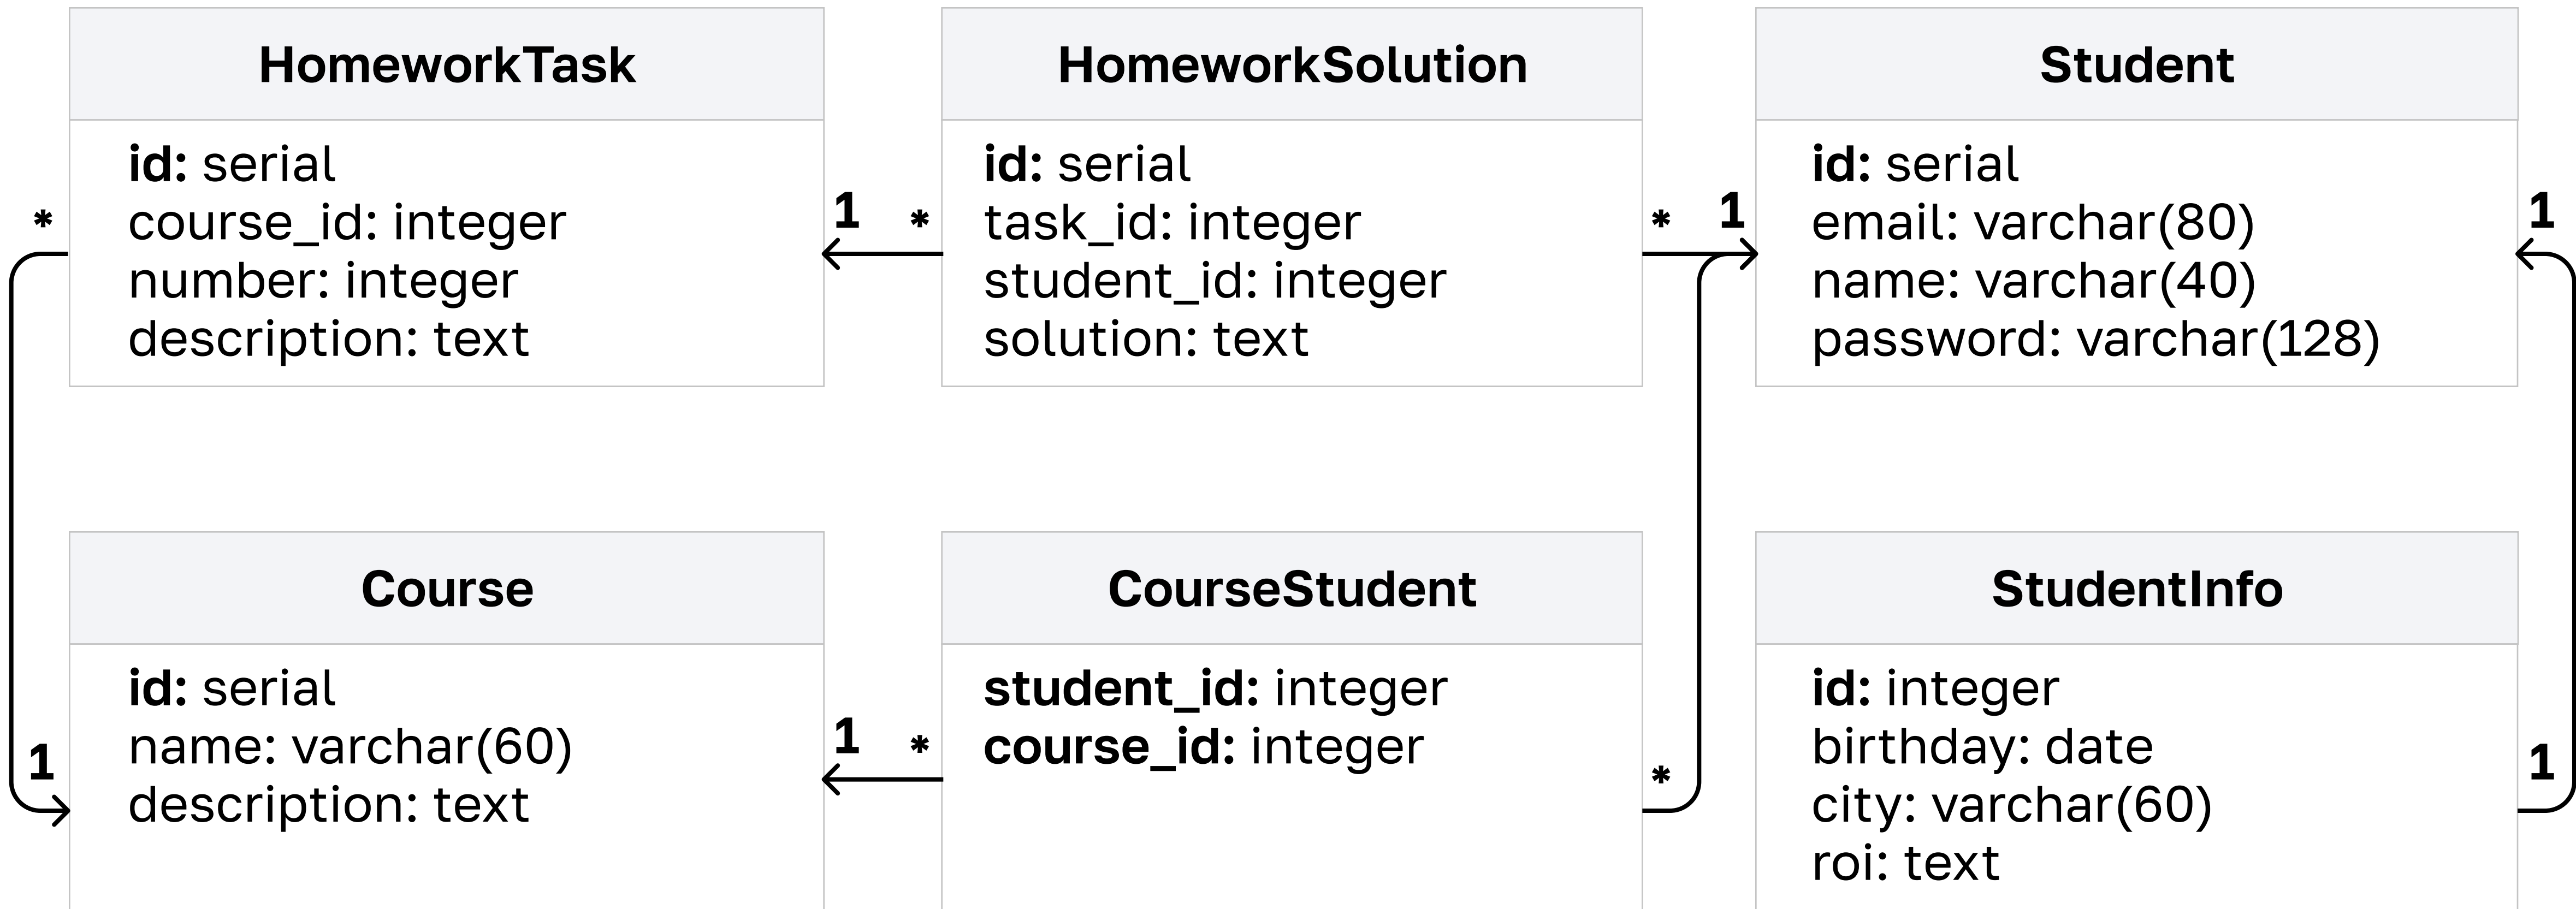 HomeworkTask
id: serial
course_id: integer
number: integer
description: text
HomeworkSolution
id: serial
task_id: integer
student_id: integer
solution: text
Student
id: serial
email: varchar(80)
name: varchar(40)
password: varchar(128)
* 1 * * 1 1
Course
id: serial
name: varchar(60)
description: text
CourseStudent
student_id: integer
course_id: integer
StudentInfo
id: integer
birthday: date
city: varchar(60)
roi: text
1 1 * * 1